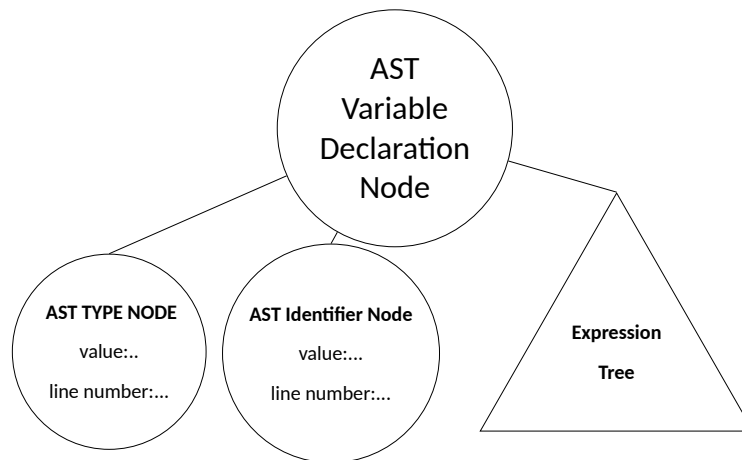 AST
Variable
Declaration
Node
AST TYPE NODE
value:..
line number:...
AST Identifier Node
value:...
line number:...
Expression
Tree